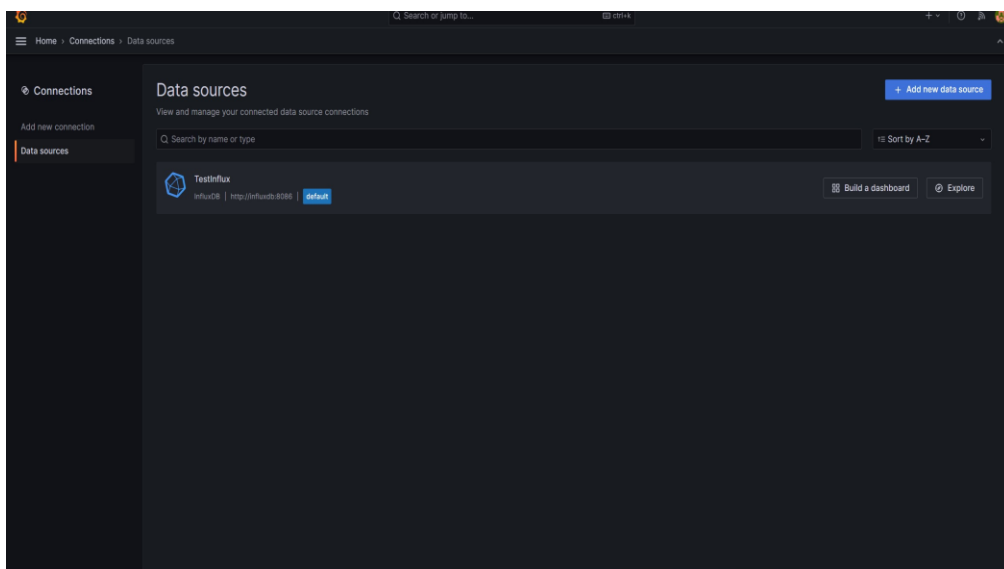 Search or jump to...
ctrl+k
Home › Connections › Data sources
Connections
Add new connection
Data sources
Data sources
View and manage your connected data source connections
+ Add new data source
Search by name or type
Sort by A–Z
TestInflux
InfluxDB | http://influxdb:8086 | default
Build a dashboard
Explore